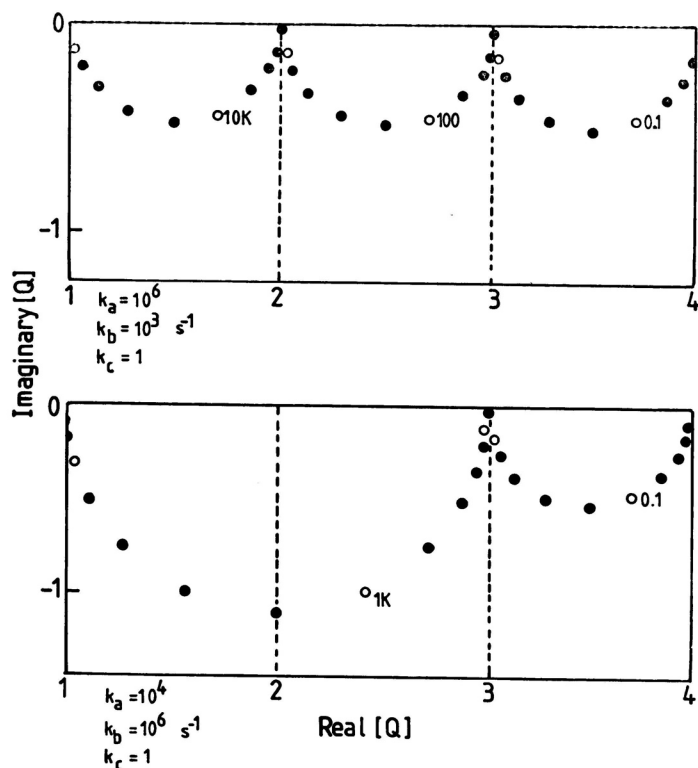 0
10K
100
0.1
-1
1
2
3
4
k_a = 10^6
k_b = 10^3 s^-1
k_c = 1
Imaginary [Q]
0
0.1
-1
1K
1
2
3
4
k_a = 10^4
k_b = 10^6 s^-1
k_c = 1
Real [Q]